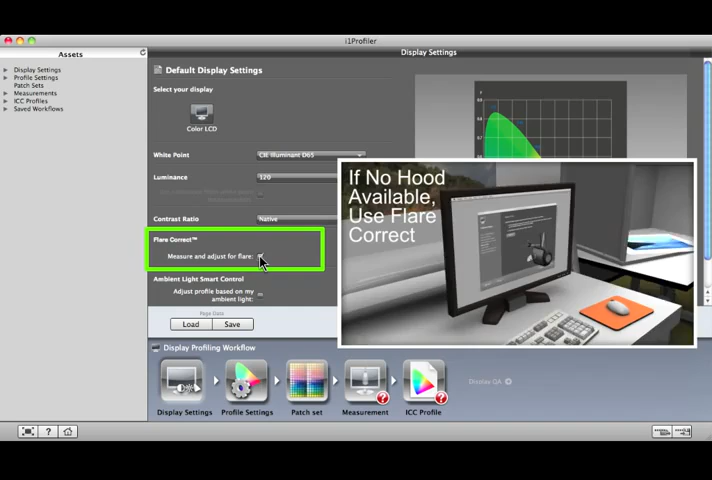 i1Profiler
Assets
Display Settings
Display Settings
Profile Settings
Patch Sets
Measurements
ICC Profiles
Saved Workflows
Default Display Settings
Select your display
Color LCD
White Point
CIE Illuminant D65
Luminance
120
Contrast Ratio
Native
Flare Correct™
Measure and adjust for flare:
Ambient Light Smart Control
Adjust profile based on my
ambient light:
Page Data
Load
Save
If No Hood
Available,
Use Flare
Correct
Display Profiling Workflow
Display Settings
Profile Settings
Patch set
Measurement
ICC Profile
Display QA